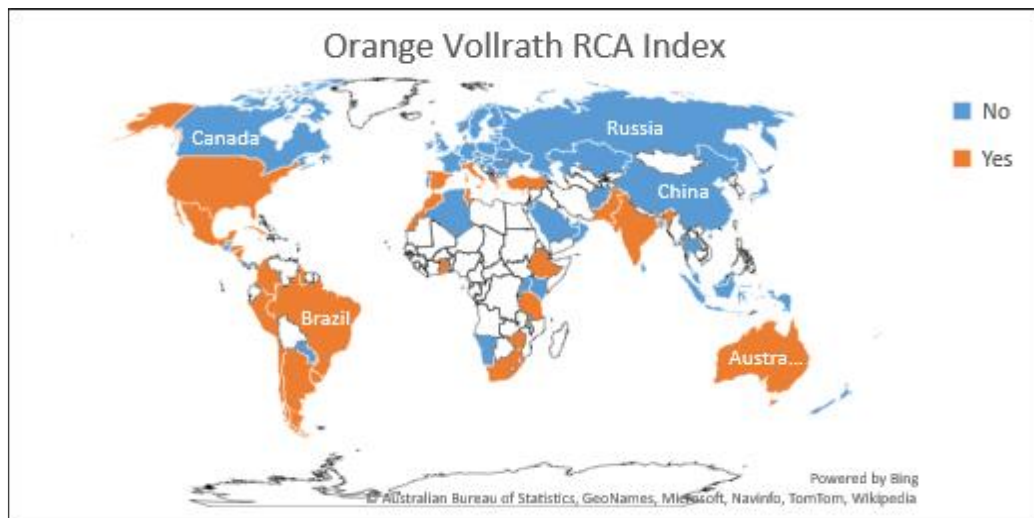 Orange Vollrath RCA Index
No
Yes
Canada
Russia
China
Brazil
Austra...
Powered by Bing
© Australian Bureau of Statistics, GeoNames, Microsoft, Navinfo, TomTom, Wikipedia